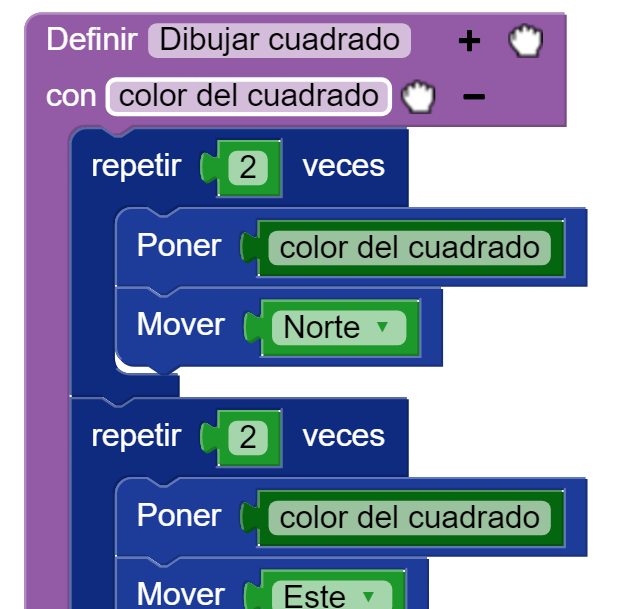 Definir Dibujar cuadrado +
con color del cuadrado −
repetir 2 veces
Poner color del cuadrado
Mover Norte ▼
repetir 2 veces
Poner color del cuadrado
Mover Este ▼